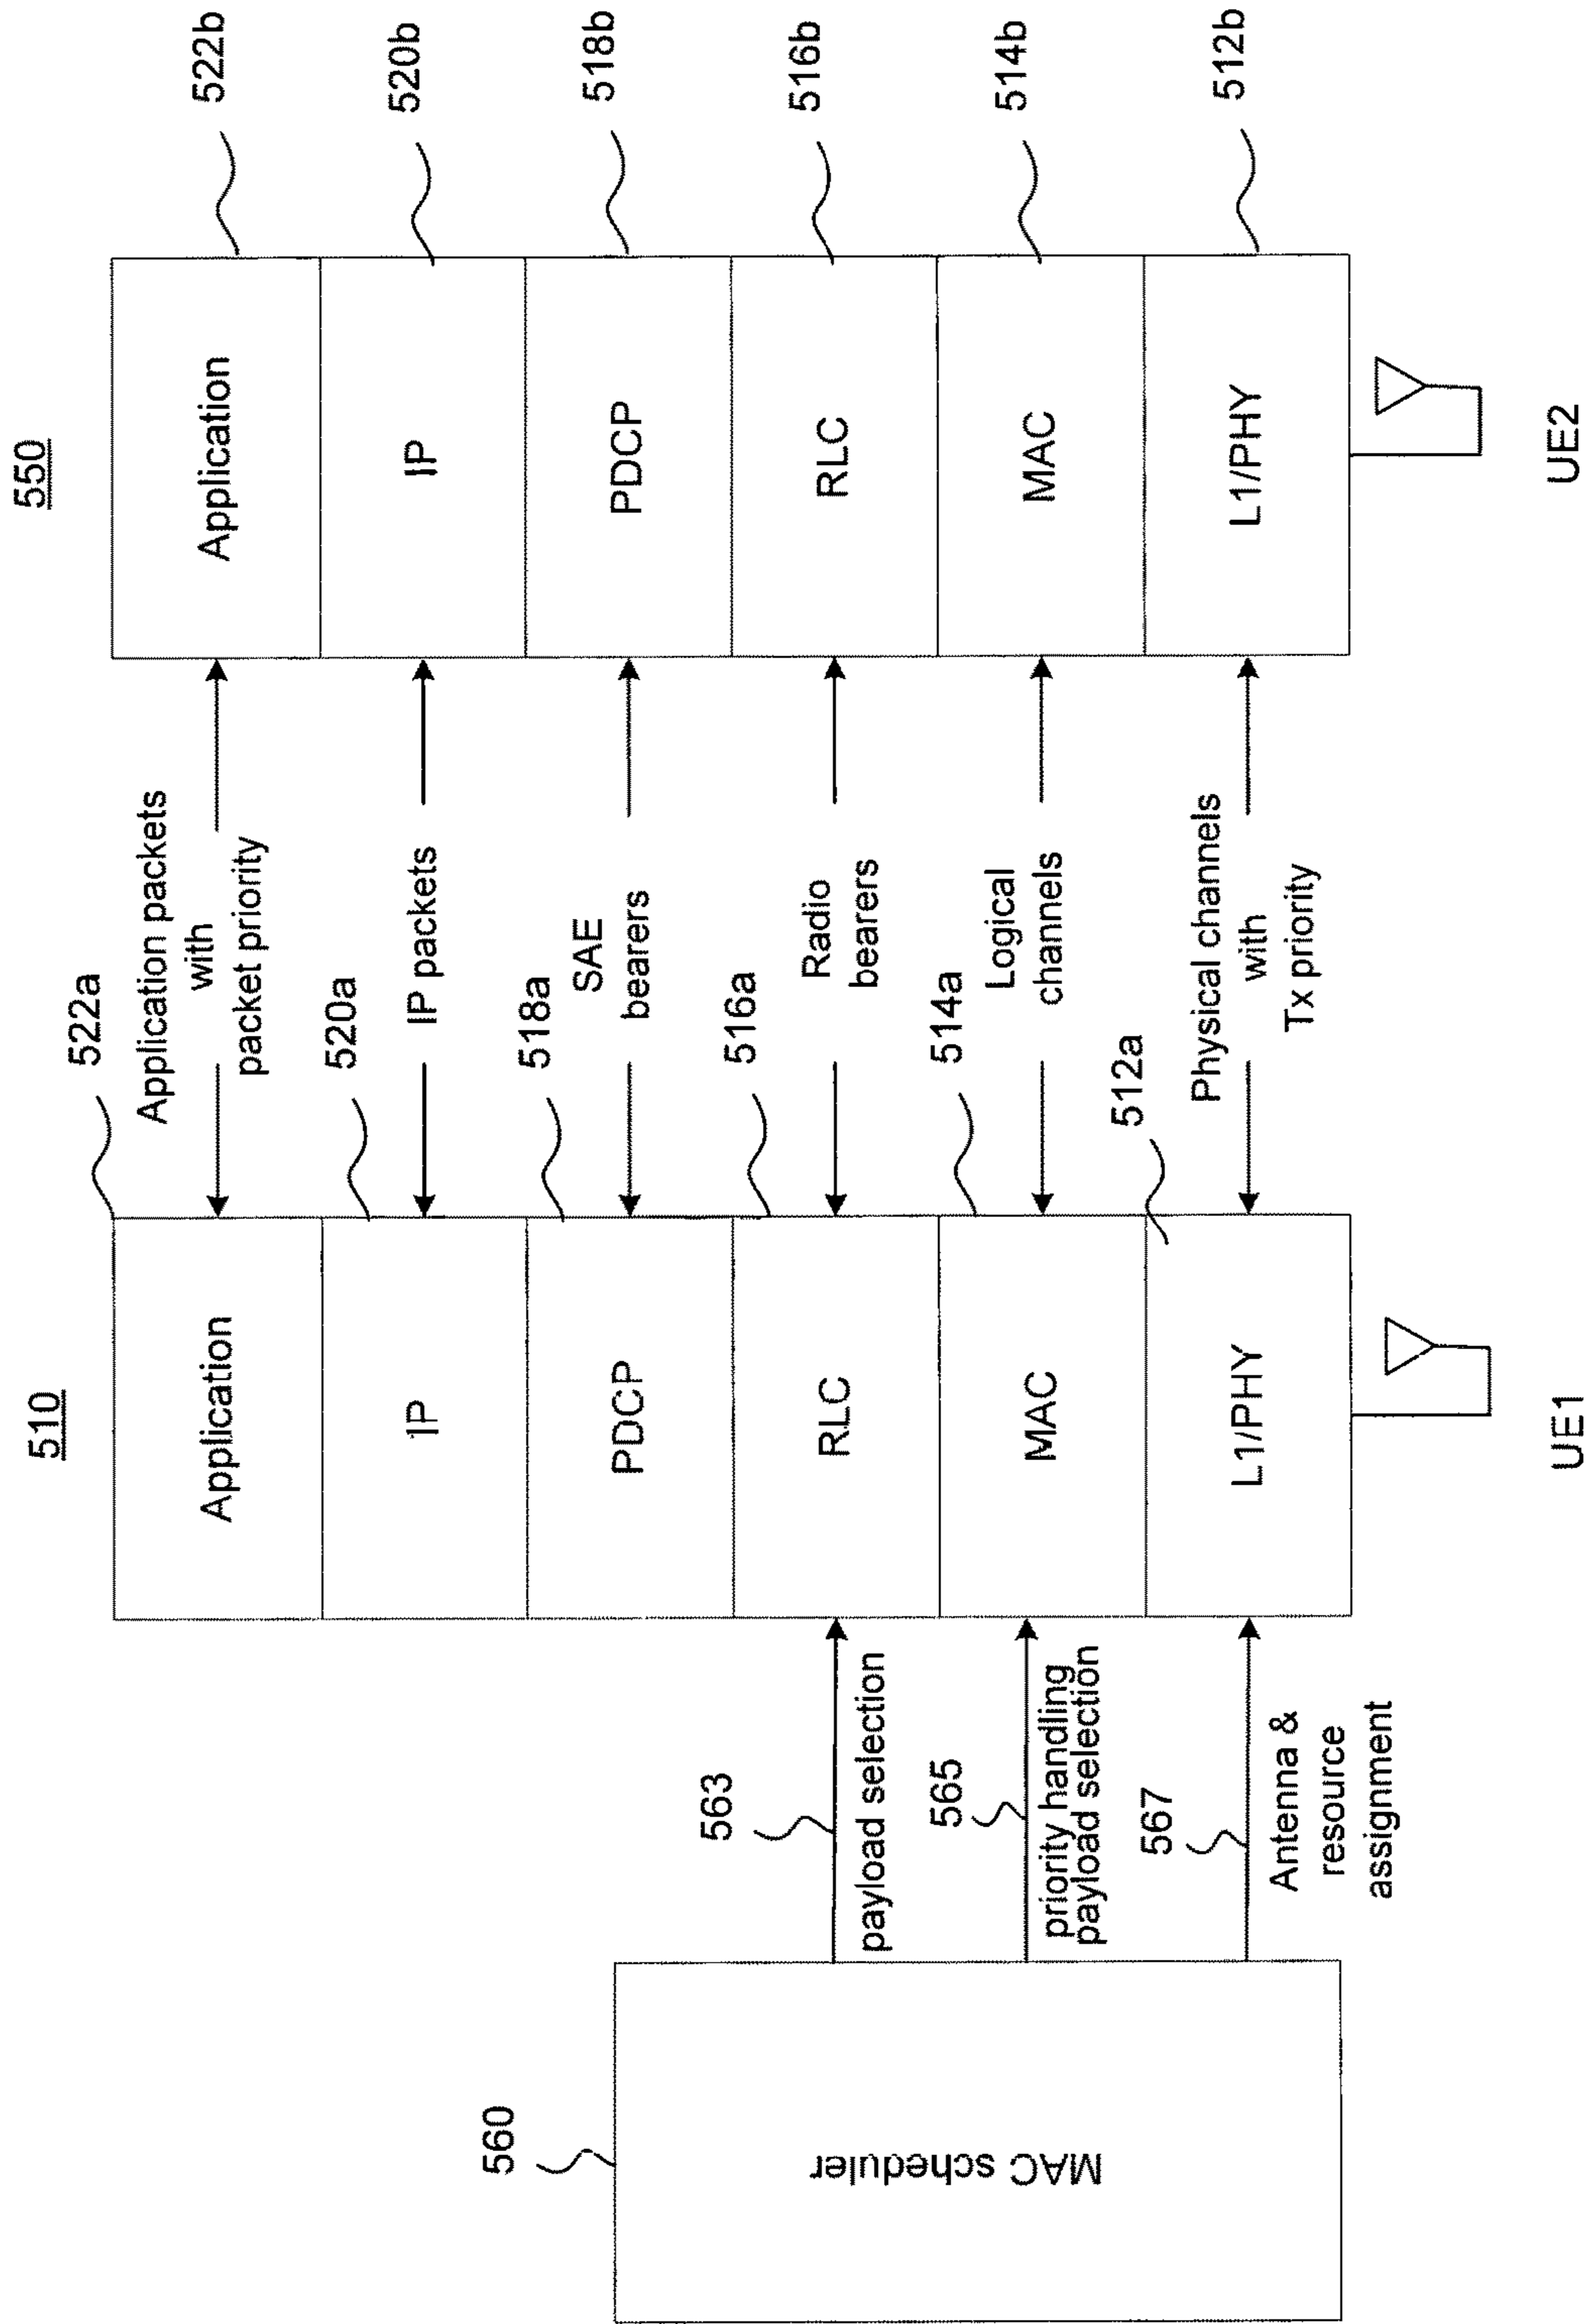 510
550
522a
522b
Application
Application packets
with
packet priority
Application
520a
520b
IP
IP packets
IP
518a
518b
PDCP
SAE
bearers
PDCP
560
563
516a
516b
payload selection
RLC
Radio
bearers
RLC
MAC scheduler
565
514a
514b
priority handling
payload selection
MAC
Logical
channels
MAC
567
512a
512b
Antenna &
resource
assignment
L1/PHY
Physical channels
with
Tx priority
L1/PHY
UE1
UE2